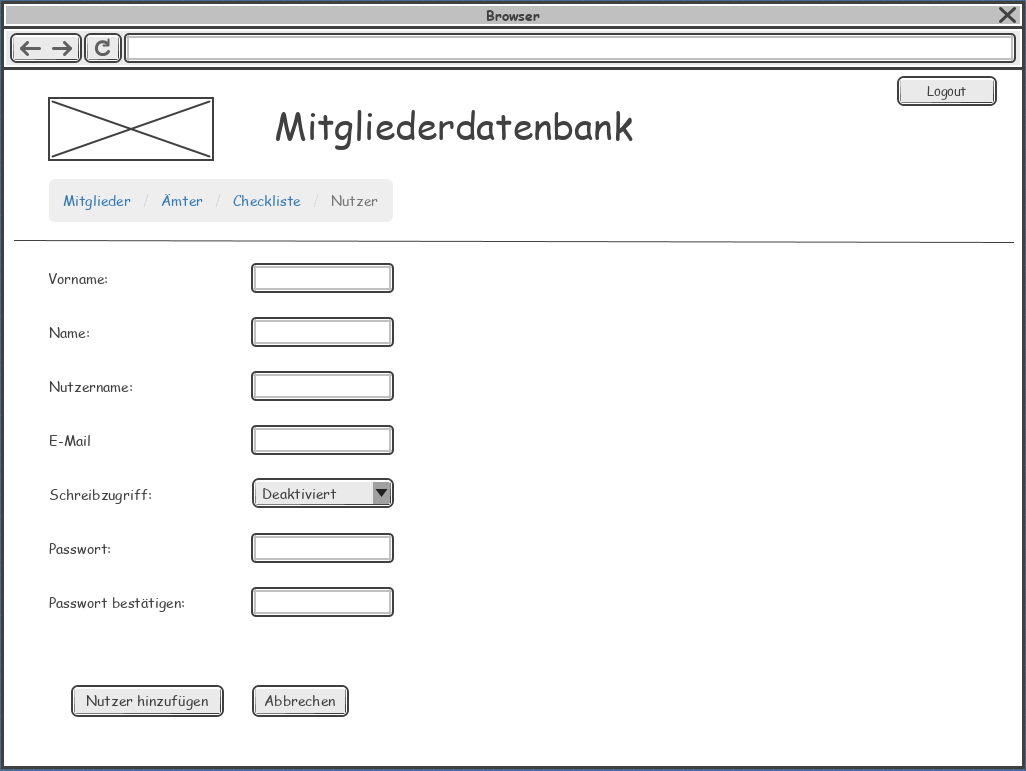 Browser
Logout
Mitgliederdatenbank
Mitglieder / Ämter / Checkliste / Nutzer
Vorname:
Name:
Nutzername:
E-Mail
Schreibzugriff: Deaktiviert
Passwort:
Passwort bestätigen:
Nutzer hinzufügen Abbrechen